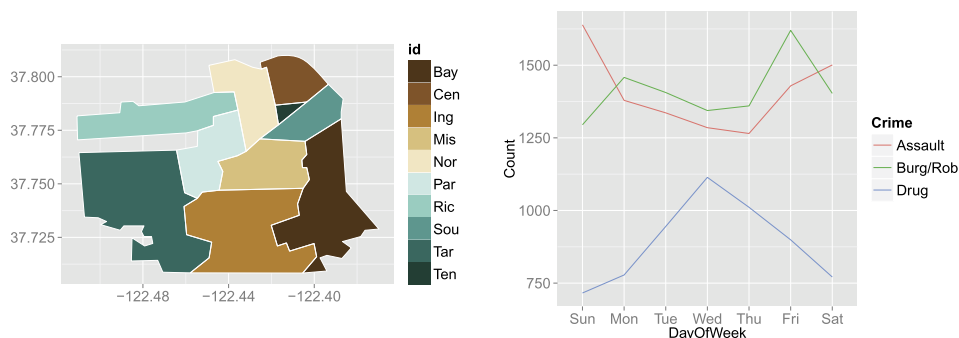 37.800
37.775
37.750
37.725
−122.48
−122.44
−122.40
id
Bay
Cen
Ing
Mis
Nor
Par
Ric
Sou
Tar
Ten
Count
1500
1250
1000
750
Sun Mon Tue Wed Thu Fri Sat
DayOfWeek
Crime
Assault
Burg/Rob
Drug